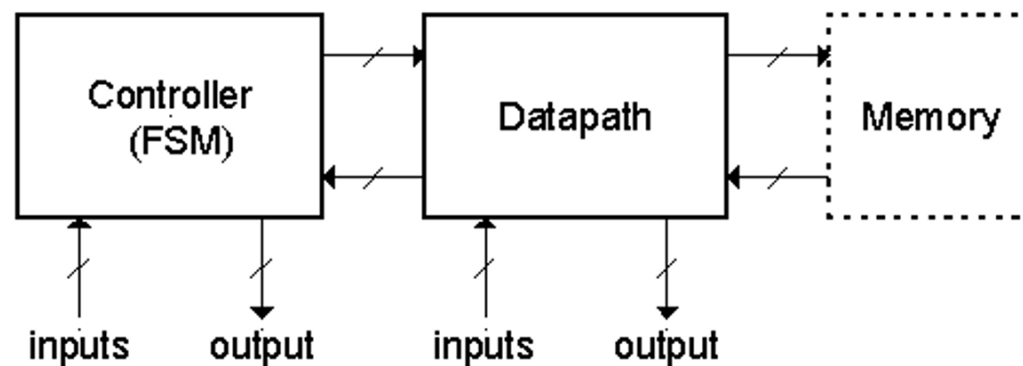 Controller
(FSM)
Datapath
Memory
inputs
output
inputs
output